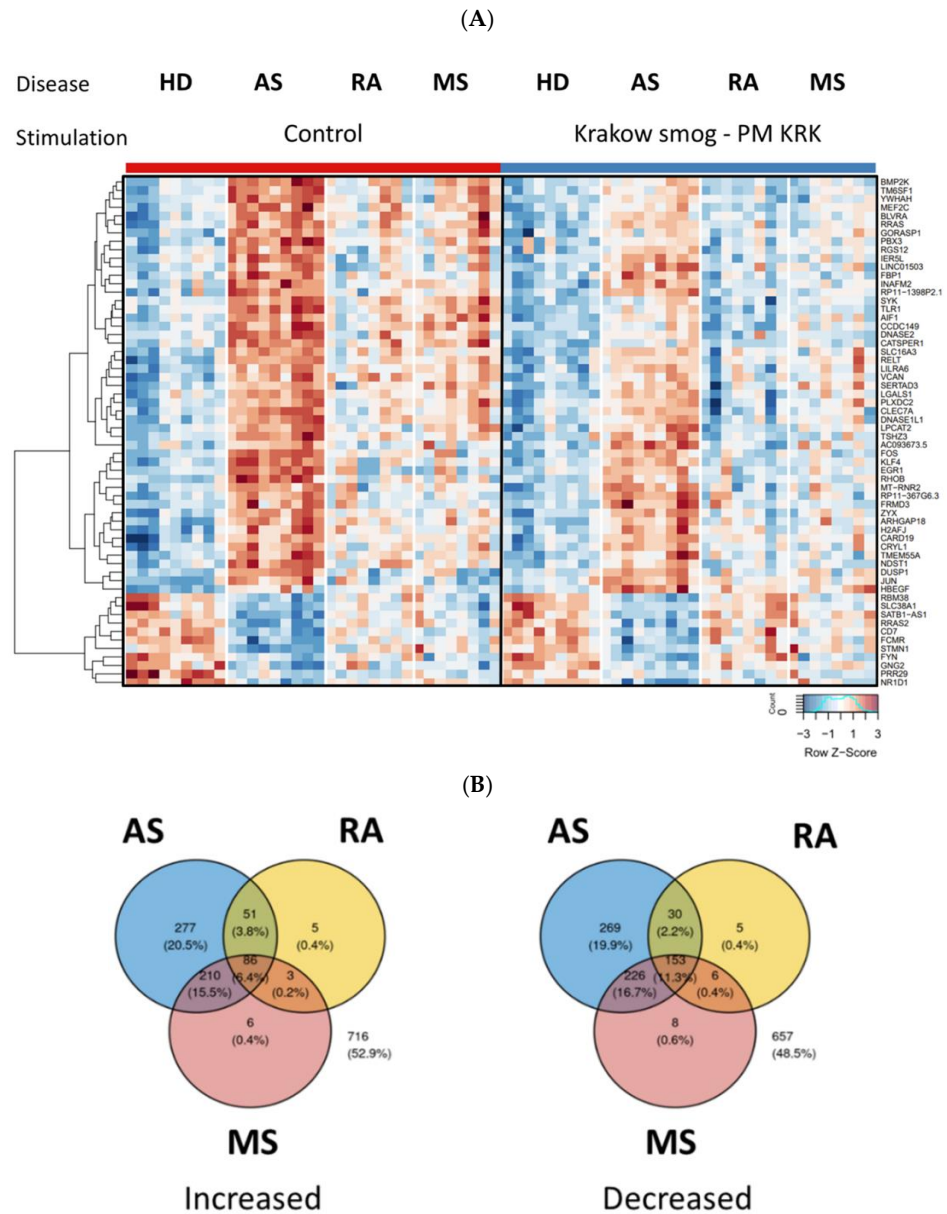 (A)
Disease HD AS RA MS HD AS RA MS
Stimulation Control Krakow smog - PM KRK
BMP2K
TM6SF1
YWHAH
MEF2C
BLVRA
RRAS
GORASP1
PBX3
RGS12
IER5L
LINC01503
FBP1
INAFM2
RP11-1398P2.1
SYK
TLR1
AIF1
CCDC149
DNASE2
CATSPER1
SLC16A3
RELT
LILRA6
VCAN
SERTAD3
LGALS1
PLXDC2
CLEC7A
DNASE1L1
LPCAT2
TSHZ3
AC093673.5
FOS
KLF4
EGR1
RHOB
MT-RNR2
RP11-367G6.3
FRMD3
ZYX
ARHGAP18
H2AFJ
CARD19
CRYL1
TMEM55A
NDST1
DUSP1
JUN
HBEGF
RBM38
SLC38A1
SATB1-AS1
RRAS2
CD7
FCMR
STMN1
FYN
GNG2
PRR29
NR1D1
Count
0
-3 -1 1 3
Row Z-Score
(B)
AS RA
277
(20.5%)
51
(3.8%)
5
(0.4%)
86
(6.4%)
210
(15.5%)
3
(0.2%)
6
(0.4%)
716
(52.9%)
MS
Increased
AS RA
269
(19.9%)
30
(2.2%)
5
(0.4%)
153
(11.3%)
226
(16.7%)
6
(0.4%)
8
(0.6%)
657
(48.5%)
MS
Decreased